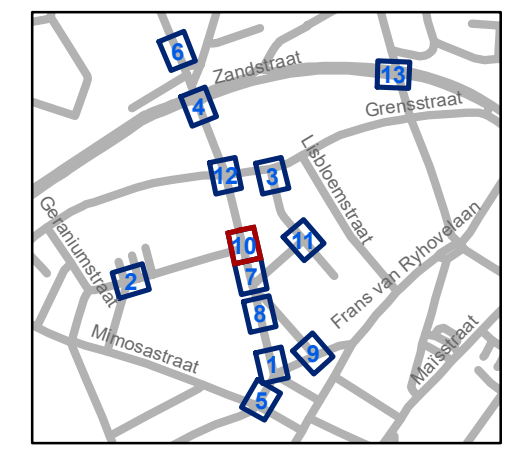 6
Zandstraat
13
4
Grensstraat
Lisbloemstraat
12
3
Geraniumstraat
10
11
Frans van Ryhovelaan
7
2
8
Mimosastraat
9
Maïsstraat
1
5